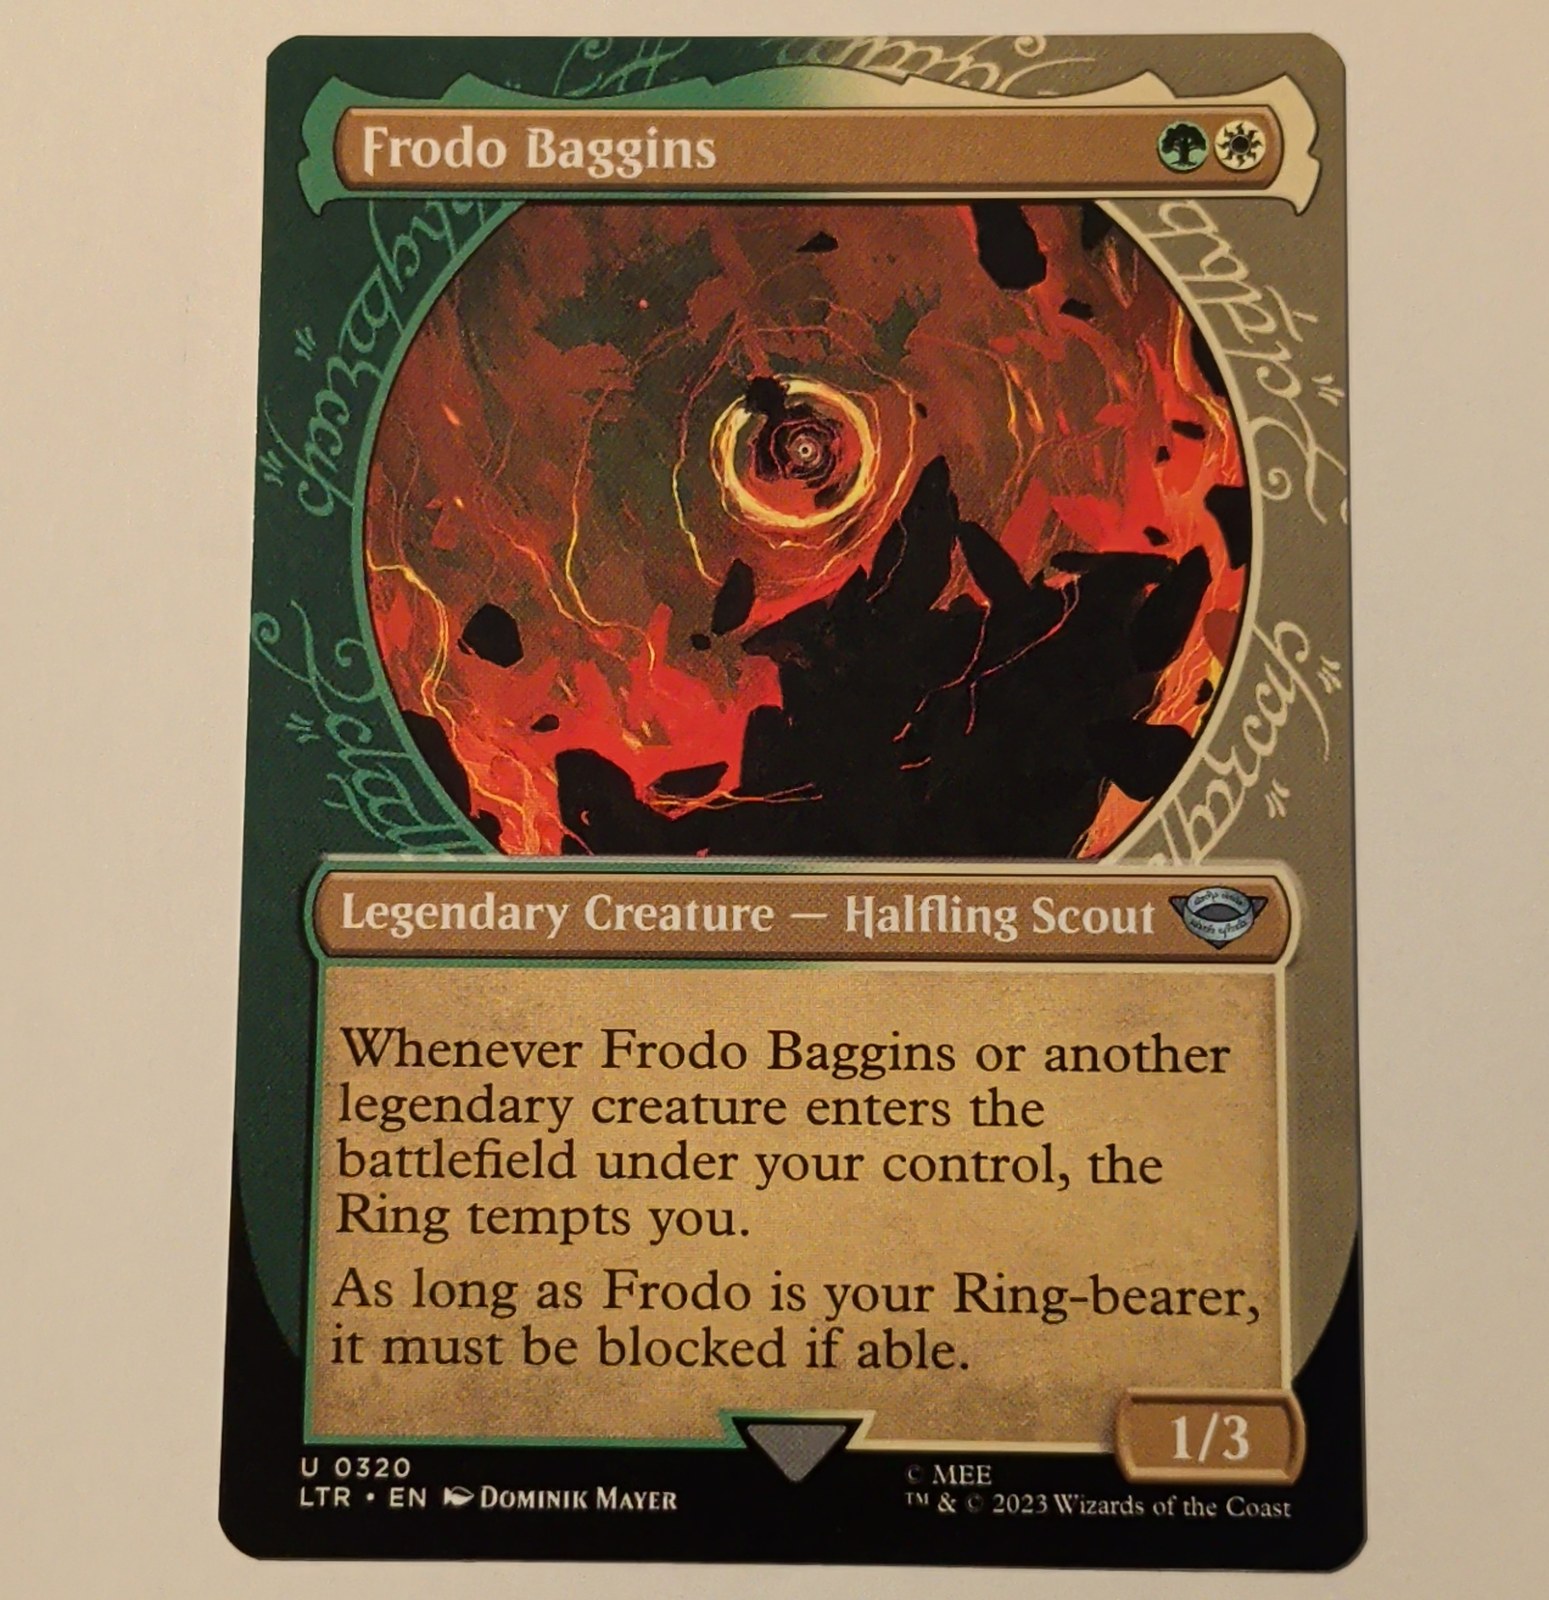 Frodo Baggins
Legendary Creature — Halfling Scout
Whenever Frodo Baggins or another
legendary creature enters the
battlefield under your control, the
Ring tempts you.
As long as Frodo is your Ring-bearer,
it must be blocked if able.
1/3
U 0320
LTR • EN DOMINIK MAYER
© MEE
™ & © 2023 Wizards of the Coast